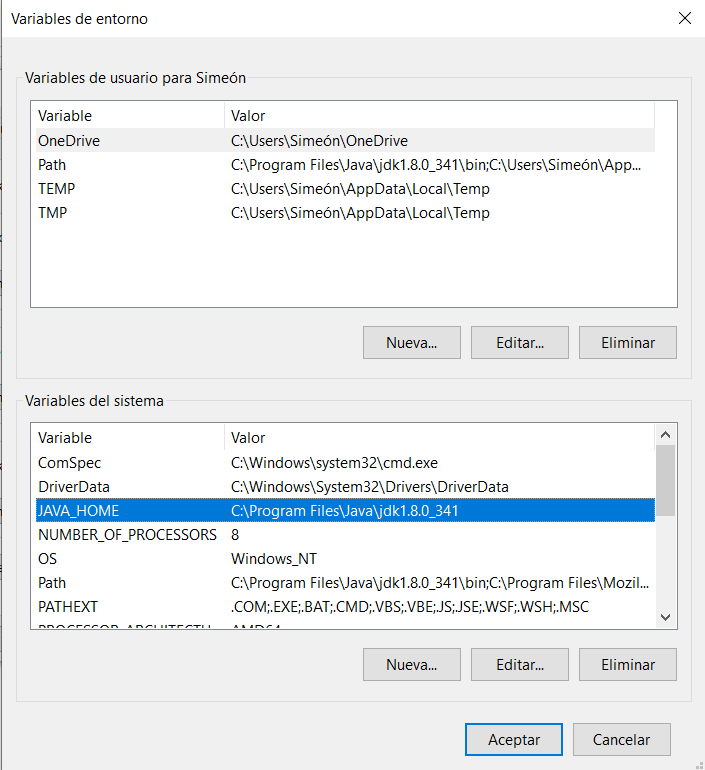 Variables de entorno
Variables de usuario para Simeón
Variable Valor
OneDrive C:\Users\Simeón\OneDrive
Path C:\Program Files\Java\jdk1.8.0_341\bin;C:\Users\Simeón\App...
TEMP C:\Users\Simeón\AppData\Local\Temp
TMP C:\Users\Simeón\AppData\Local\Temp
Nueva... Editar... Eliminar
Variables del sistema
Variable Valor
ComSpec C:\Windows\system32\cmd.exe
DriverData C:\Windows\System32\Drivers\DriverData
JAVA_HOME C:\Program Files\Java\jdk1.8.0_341
NUMBER_OF_PROCESSORS 8
OS Windows_NT
Path C:\Program Files\Java\jdk1.8.0_341\bin;C:\Program Files\Mozil...
PATHEXT .COM;.EXE;.BAT;.CMD;.VBS;.VBE;.JS;.JSE;.WSF;.WSH;.MSC
Nueva... Editar... Eliminar
Aceptar Cancelar